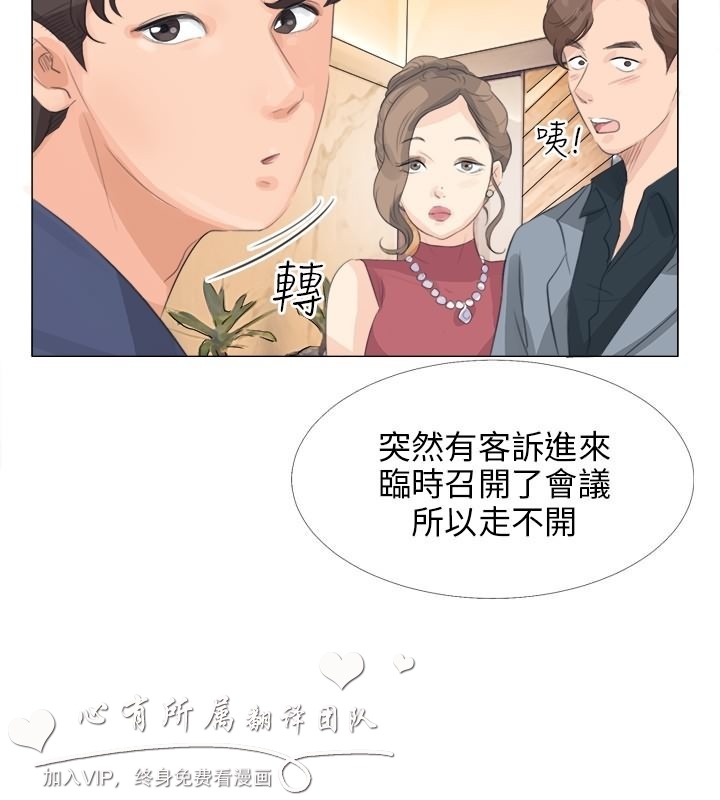 咦!
轉
突然有客訴進來
臨時召開了會議
所以走不開
心有所属翻译团队
加入VIP，终身免费看漫画